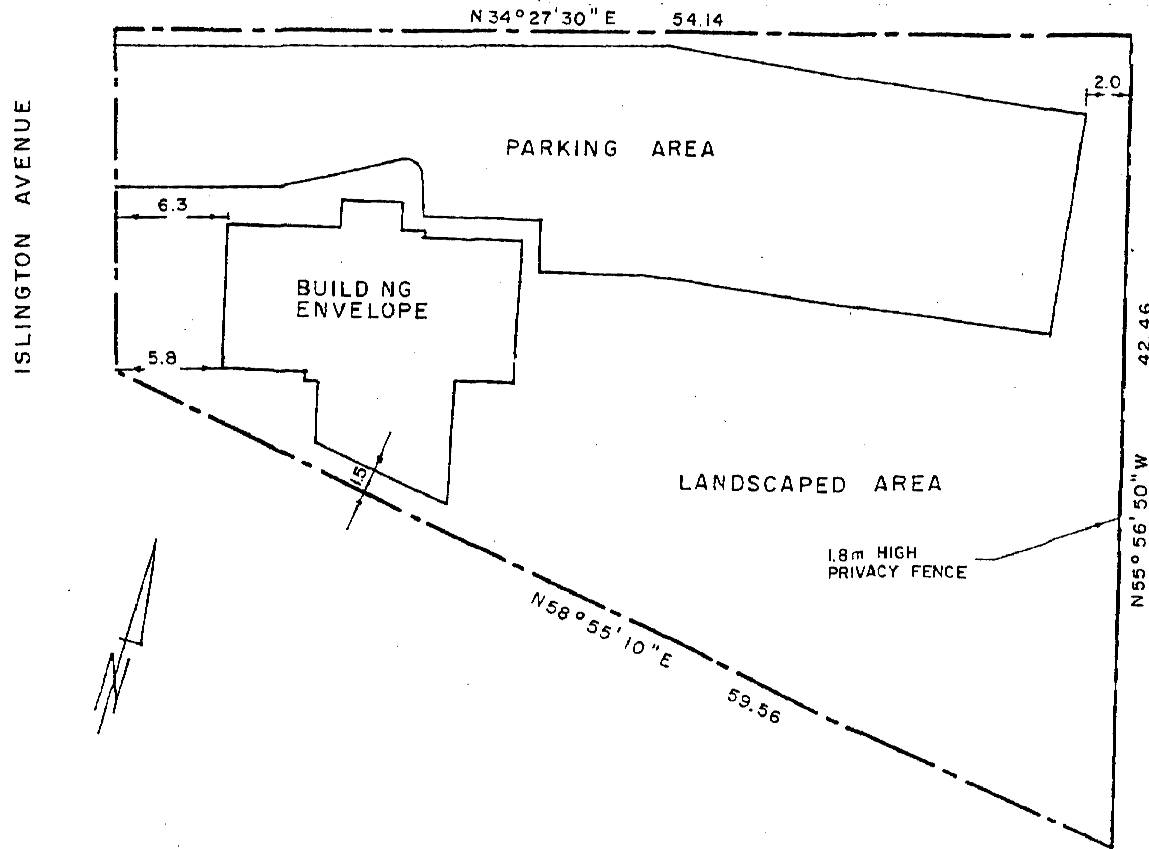 N34°27'30"E 54.14
2.0
ISLINGTON AVENUE
PARKING AREA
6.3
BUILD NG
ENVELOPE
5.8
42.46
1.5
LANDSCAPED AREA
1.8m HIGH
PRIVACY FENCE
N55°56'50"W
N58°55'10"E
59.56